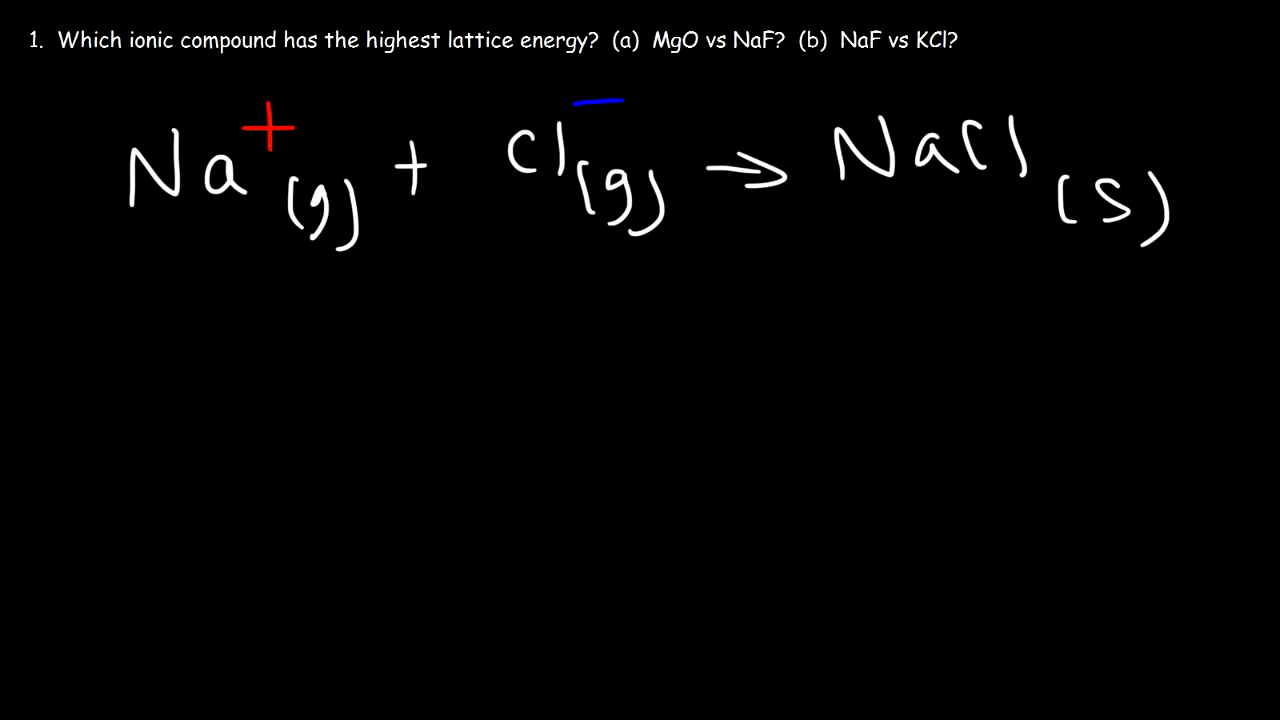 1. Which ionic compound has the highest lattice energy? (a) MgO vs NaF? (b) NaF vs KCl?
Na⁺(g) + Cl⁻(g) → NaCl(s)